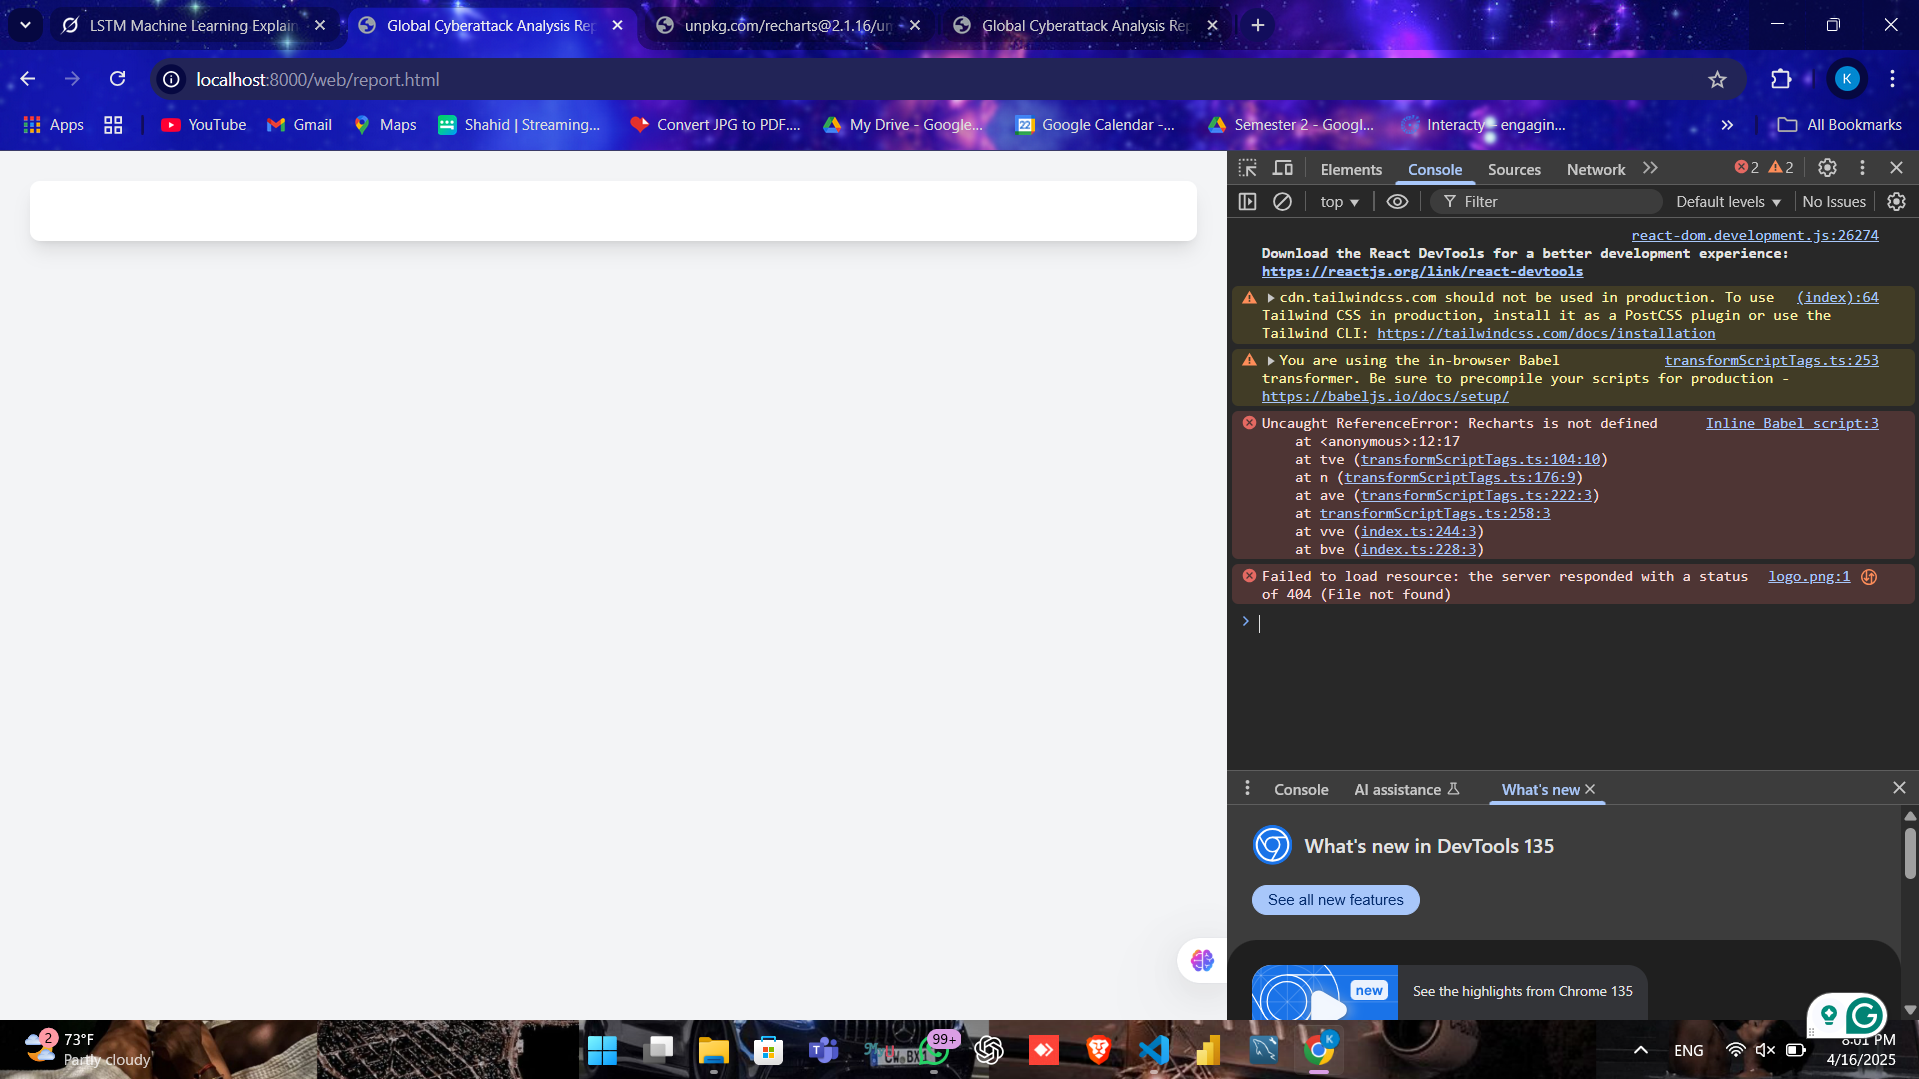 LSTM Machine Learning Explain
Global Cyberattack Analysis Rep
unpkg.com/recharts@2.1.16/un
Global Cyberattack Analysis Rep
localhost:8000/web/report.html
K
Apps
YouTube
Gmail
Maps
Shahid | Streaming...
Convert JPG to PDF....
My Drive - Google...
22
Google Calendar -...
Semester 2 - Googl...
Interacty – engagin...
All Bookmarks
Elements
Console
Sources
Network
2
2
top
Filter
Default levels
No Issues
react-dom.development.js:26274
Download the React DevTools for a better development experience:
https://reactjs.org/link/react-devtools
cdn.tailwindcss.com should not be used in production. To use (index):64
Tailwind CSS in production, install it as a PostCSS plugin or use the
Tailwind CLI: https://tailwindcss.com/docs/installation
You are using the in-browser Babel transformScriptTags.ts:253
transformer. Be sure to precompile your scripts for production -
https://babeljs.io/docs/setup/
Uncaught ReferenceError: Recharts is not defined Inline Babel script:3
at <anonymous>:12:17
at tve (transformScriptTags.ts:104:10)
at n (transformScriptTags.ts:176:9)
at ave (transformScriptTags.ts:222:3)
at transformScriptTags.ts:258:3
at vve (index.ts:244:3)
at bve (index.ts:228:3)
Failed to load resource: the server responded with a status logo.png:1
of 404 (File not found)
Console
AI assistance
What's new
What's new in DevTools 135
See all new features
new
See the highlights from Chrome 135
2
73°F
Partly cloudy
99+
K
ENG
8:01 PM
4/16/2025